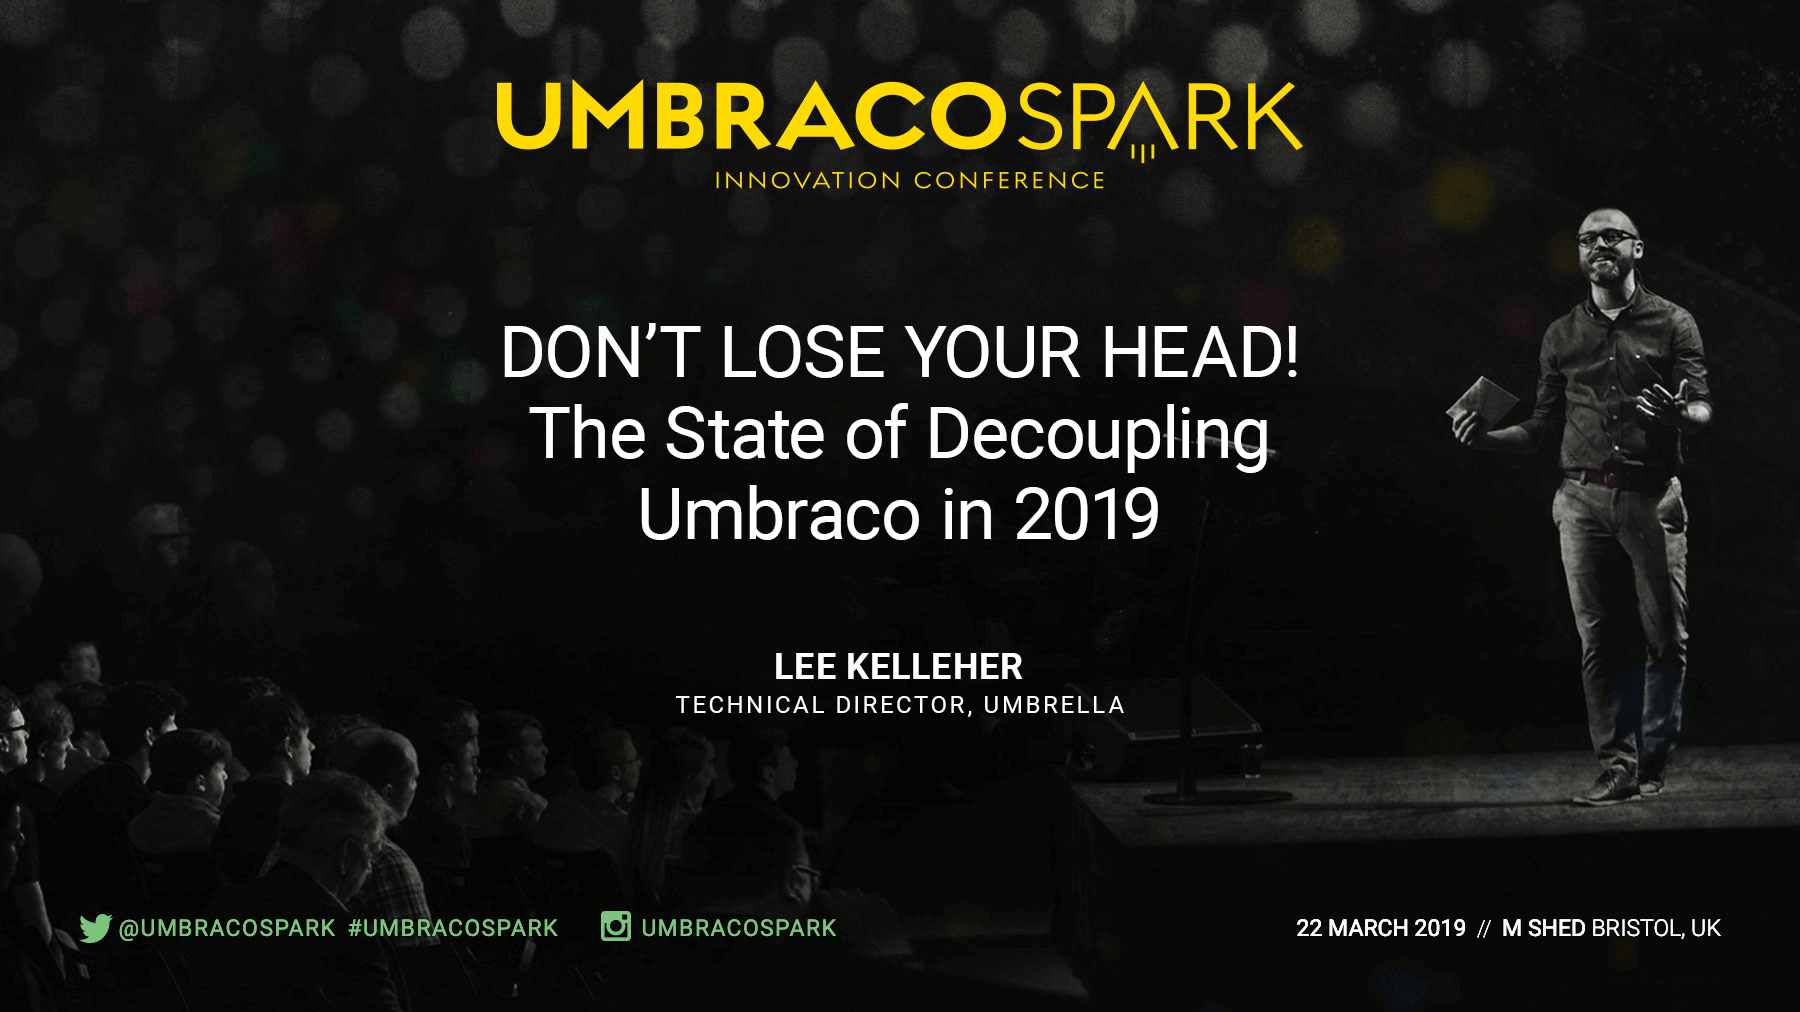 UMBRACOSPARK
INNOVATION CONFERENCE
DON’T LOSE YOUR HEAD!
The State of Decoupling
Umbraco in 2019
LEE KELLEHER
TECHNICAL DIRECTOR, UMBRELLA
@UMBRACOSPARK #UMBRACOSPARK UMBRACOSPARK 22 MARCH 2019 // M SHED BRISTOL, UK